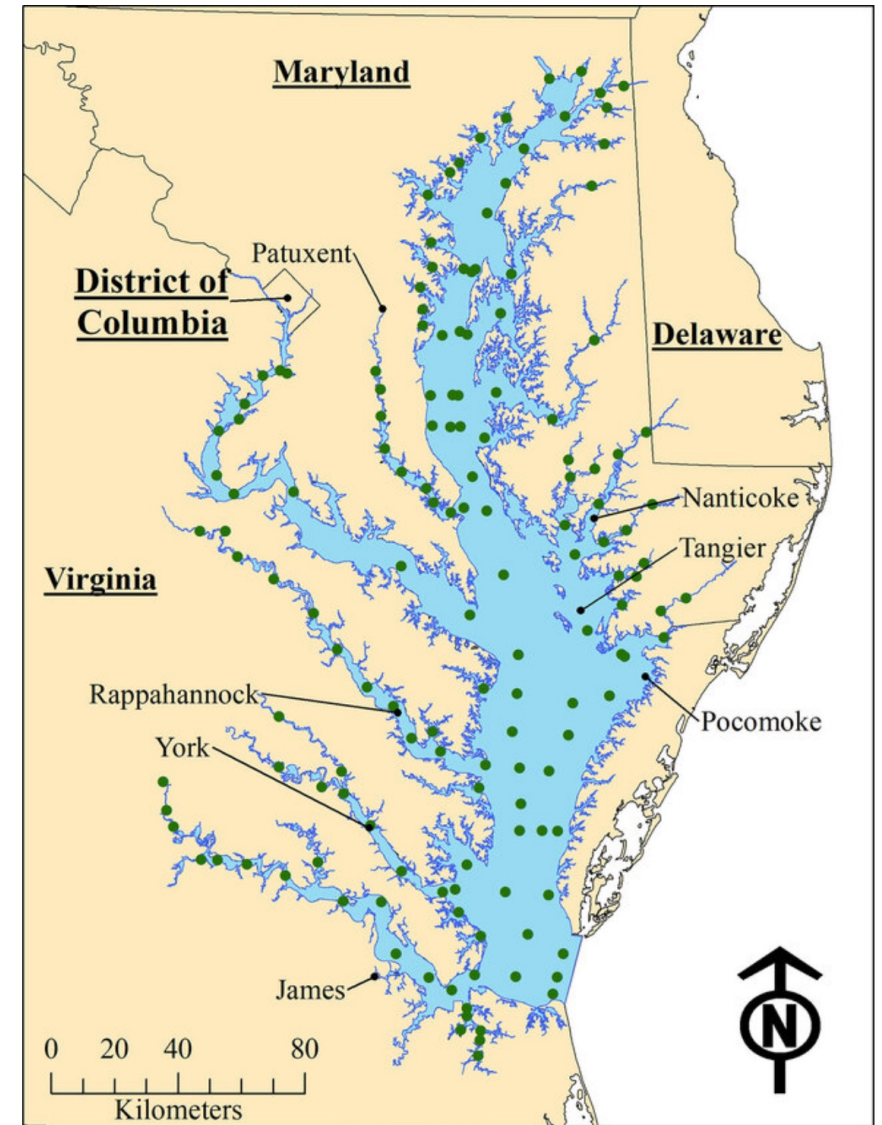 Maryland
Patuxent
District of
Columbia
Delaware
Nanticoke
Tangier
Virginia
Rappahannock
Pocomoke
York
James
N
0 20 40 80
Kilometers